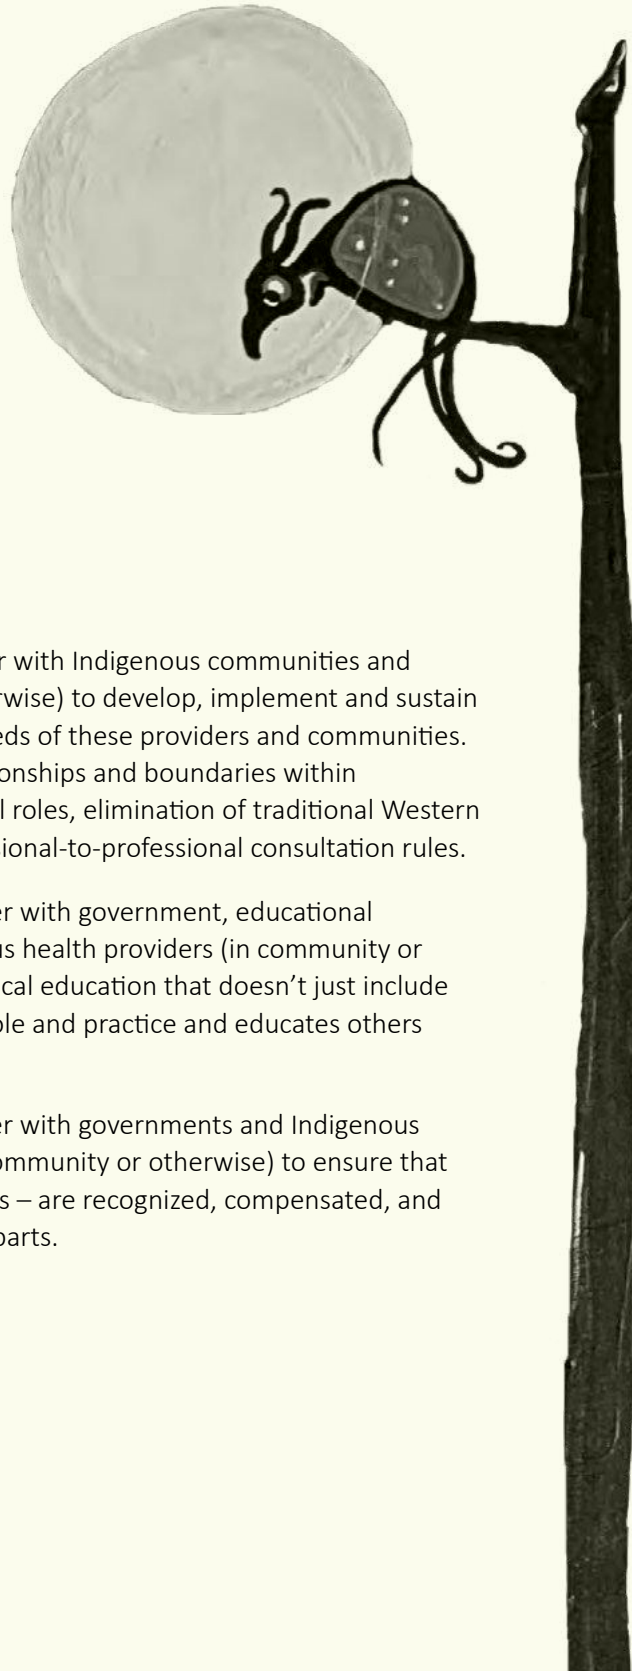 r with Indigenous communities and
rwise) to develop, implement and sustain
eds of these providers and communities.
onships and boundaries within
l roles, elimination of traditional Western
sional-to-professional consultation rules.
er with government, educational
us health providers (in community or
ical education that doesn’t just include
ole and practice and educates others
er with governments and Indigenous
ommunity or otherwise) to ensure that
s – are recognized, compensated, and
parts.